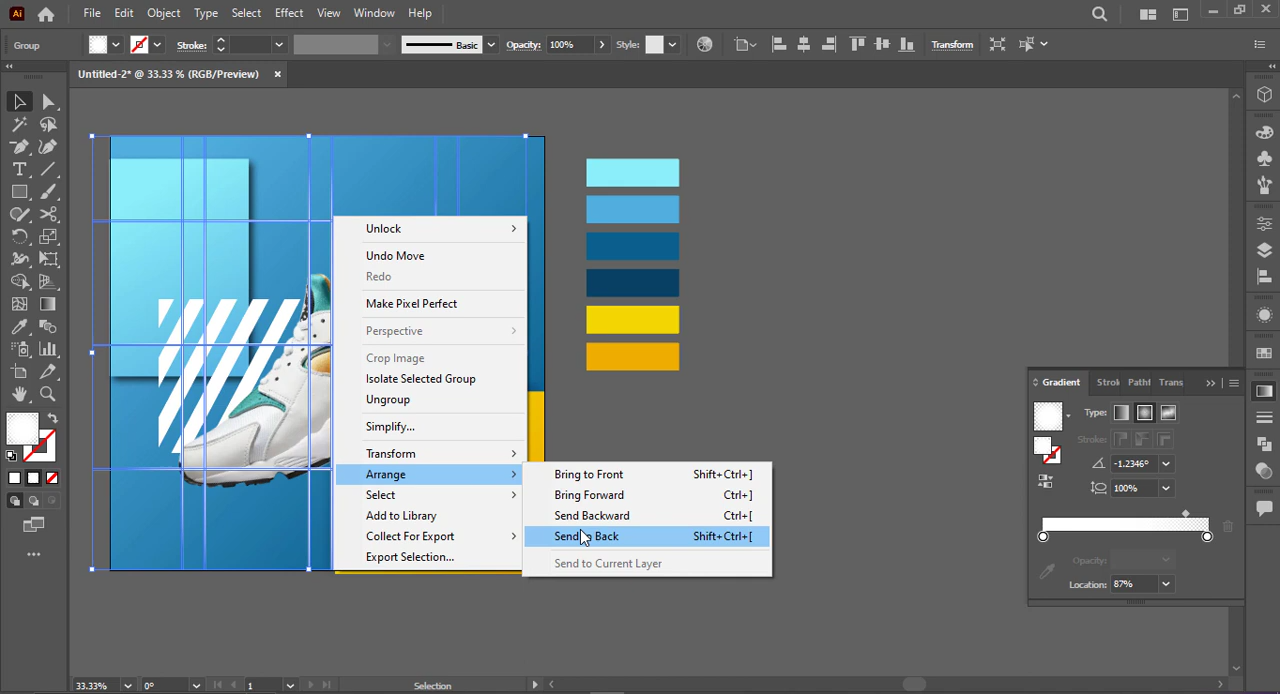 Ai File Edit Object Type Select Effect View Window Help
Group Stroke: Basic Opacity: 100% Style: Transform
Untitled-2* @ 33.33 % (RGB/Preview) ×
Unlock
Undo Move
Redo
Make Pixel Perfect
Perspective
Crop Image
Isolate Selected Group
Ungroup
Simplify...
Transform
Arrange
Select
Add to Library
Collect For Export
Export Selection...
Bring to Front Shift+Ctrl+]
Bring Forward Ctrl+]
Send Backward Ctrl+[
Send to Back Shift+Ctrl+[
Send to Current Layer
Gradient Strok Pathf Trans
Type:
Stroke:
-1.2346°
100%
Opacity:
Location: 87%
33.33% 0° 1 Selection